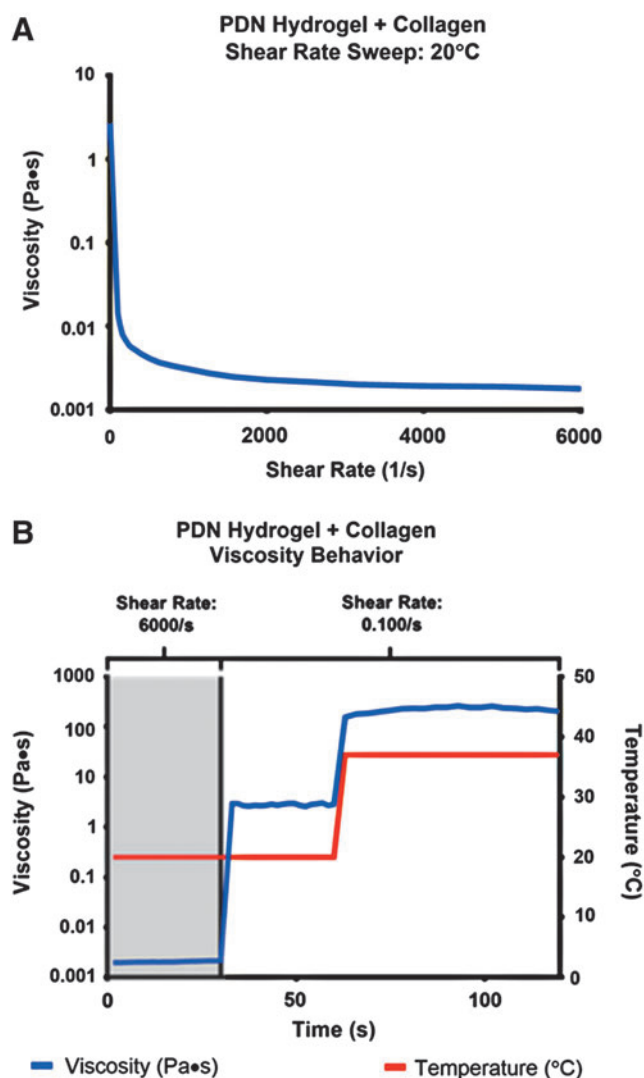 A
PDN Hydrogel + Collagen
Shear Rate Sweep: 20°C
10
1
0.1
0.01
0.001
Viscosity (Pa•s)
0 2000 4000 6000
Shear Rate (1/s)
B
PDN Hydrogel + Collagen
Viscosity Behavior
Shear Rate: Shear Rate:
6000/s 0.100/s
1000 50
100 40
10 30
1
0.1 20
0.01 10
0.001 0
Viscosity (Pa•s)
Temperature (°C)
0 50 100
Time (s)
Viscosity (Pa•s) Temperature (°C)